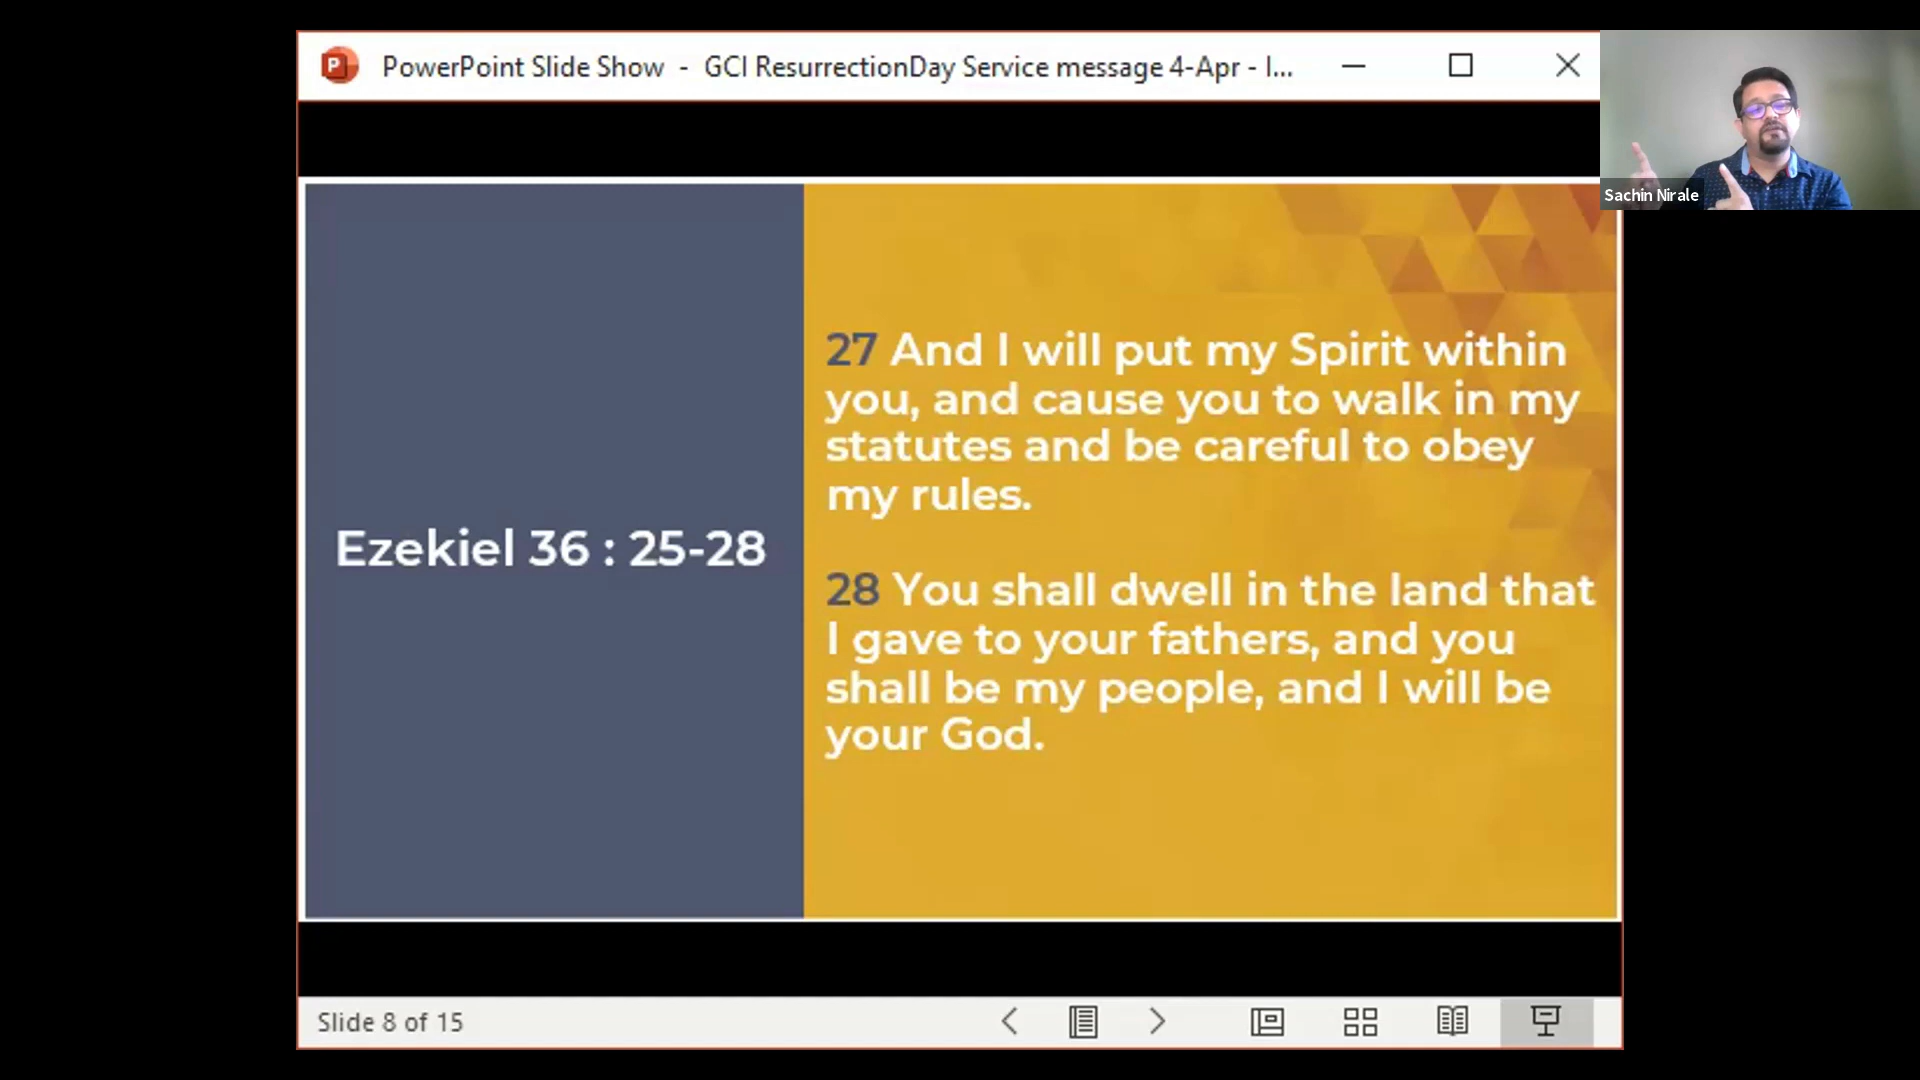 PowerPoint Slide Show - GCI ResurrectionDay Service message 4-Apr - I...
Sachin Nirale
Ezekiel 36 : 25-28
27 And I will put my Spirit within
you, and cause you to walk in my
statutes and be careful to obey
my rules.
28 You shall dwell in the land that
I gave to your fathers, and you
shall be my people, and I will be
your God.
Slide 8 of 15